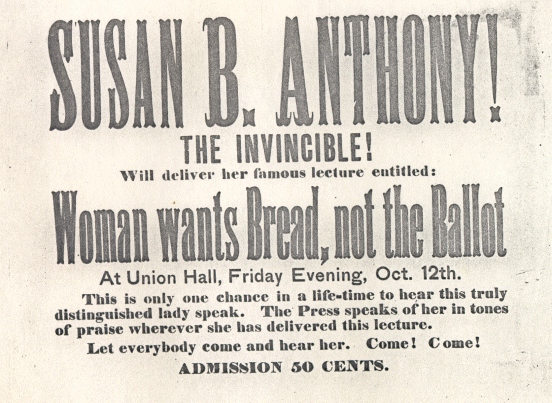 SUSAN B. ANTHONY!
THE INVINCIBLE!
Will deliver her famous lecture entitled:
Woman wants Bread, not the Ballot
At Union Hall, Friday Evening, Oct. 12th.
This is only one chance in a life-time to hear this truly
distinguished lady speak. The Press speaks of her in tones
of praise wherever she has delivered this lecture.
Let everybody come and hear her. Come! Come!
ADMISSION 50 CENTS.